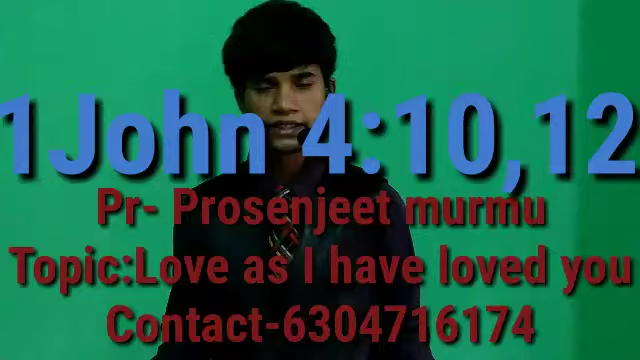 1John 4:10,12
Pr- Prosenjeet murmu
Topic:Love as I have loved you
Contact-6304716174